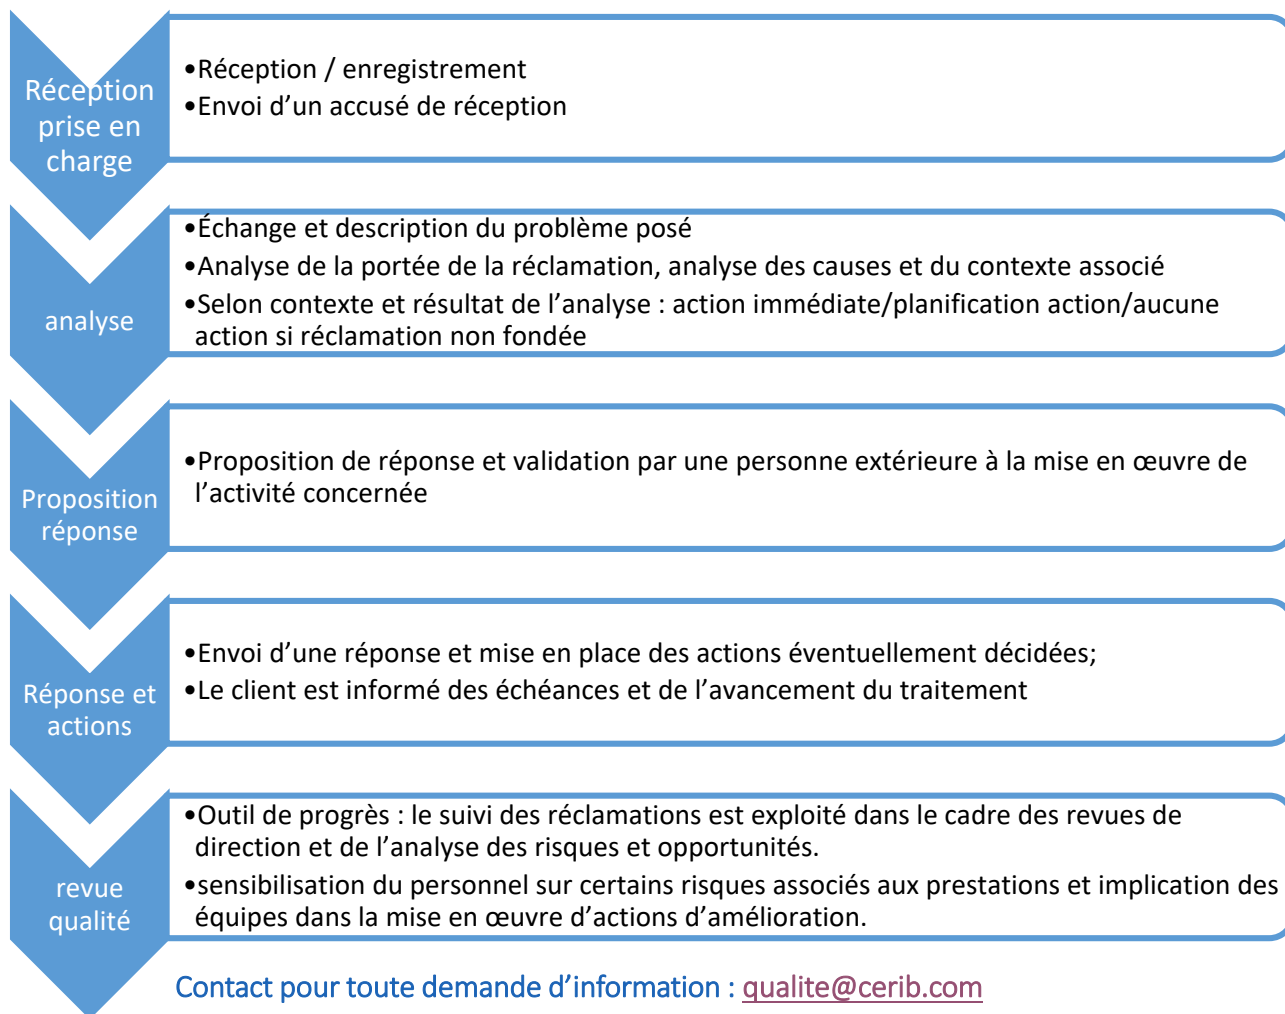 Réception
prise en
charge
•Réception / enregistrement
•Envoi d’un accusé de réception
analyse
•Échange et description du problème posé
•Analyse de la portée de la réclamation, analyse des causes et du contexte associé
•Selon contexte et résultat de l’analyse : action immédiate/planification action/aucune
action si réclamation non fondée
Proposition
réponse
•Proposition de réponse et validation par une personne extérieure à la mise en œuvre de
l’activité concernée
Réponse et
actions
•Envoi d’une réponse et mise en place des actions éventuellement décidées;
•Le client est informé des échéances et de l’avancement du traitement
revue
qualité
•Outil de progrès : le suivi des réclamations est exploité dans le cadre des revues de
direction et de l’analyse des risques et opportunités.
•sensibilisation du personnel sur certains risques associés aux prestations et implication des
équipes dans la mise en œuvre d’actions d’amélioration.
Contact pour toute demande d’information : qualite@cerib.com